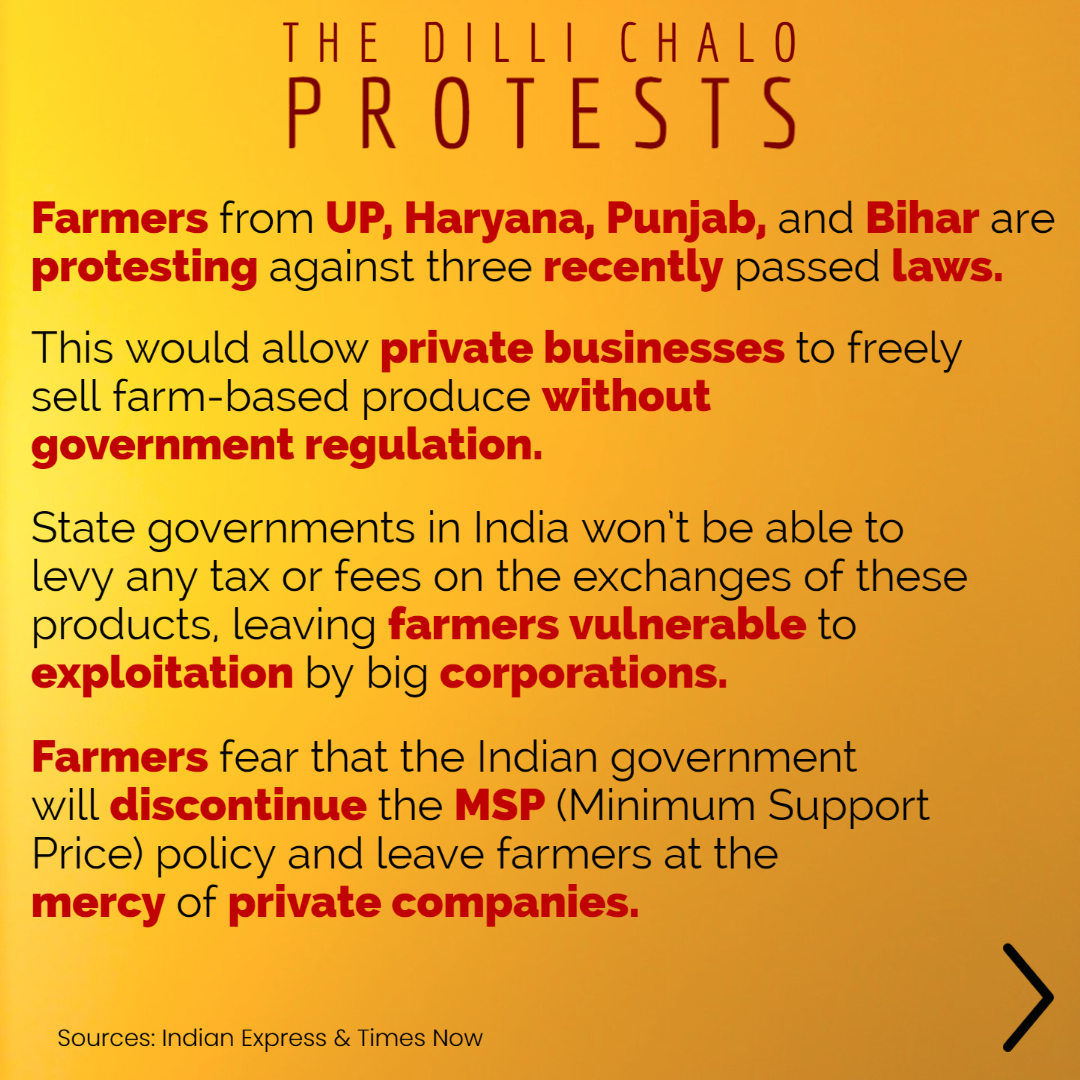 THE DILLI CHALO
PROTESTS
Farmers from UP, Haryana, Punjab, and Bihar are
protesting against three recently passed laws.
This would allow private businesses to freely
sell farm-based produce without
government regulation.
State governments in India won't be able to
levy any tax or fees on the exchanges of these
products, leaving farmers vulnerable to
exploitation by big corporations.
Farmers fear that the Indian government
will discontinue the MSP (Minimum Support
Price) policy and leave farmers at the
mercy of private companies.
Sources: Indian Express & Times Now